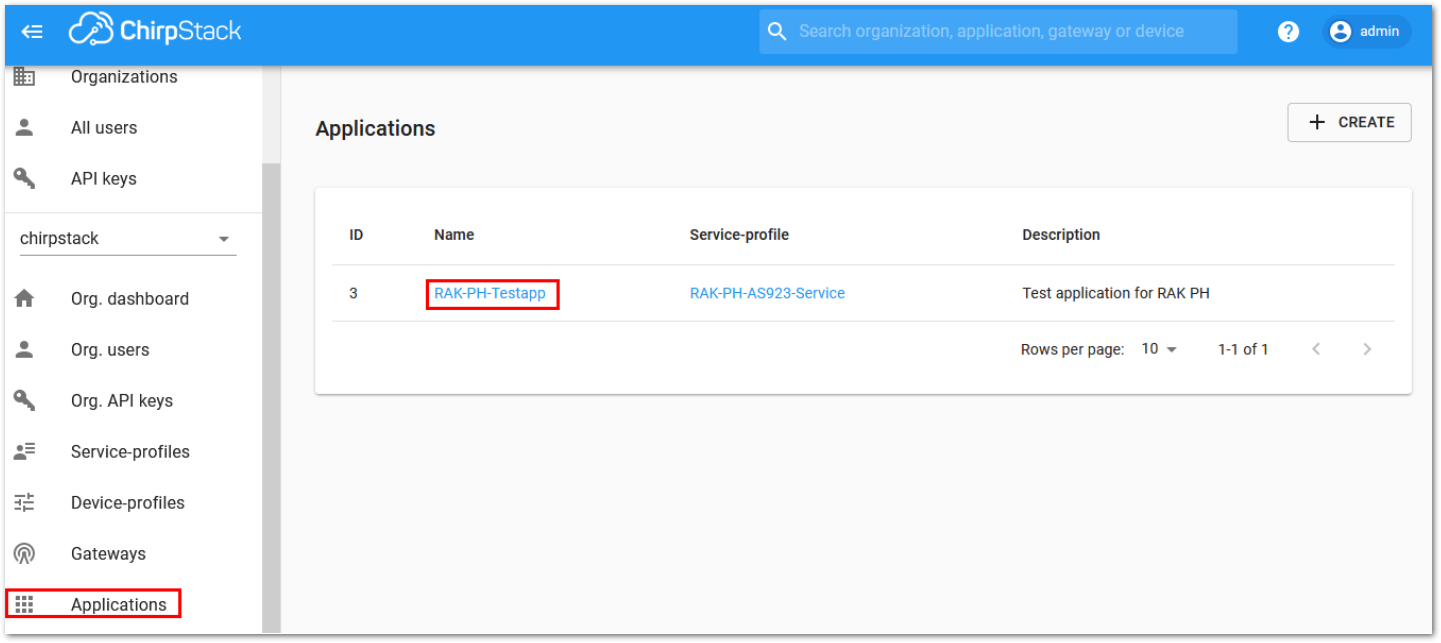 ChirpStack
Search organization, application, gateway or device
? admin
Organizations
All users
API keys
chirpstack
Org. dashboard
Org. users
Org. API keys
Service-profiles
Device-profiles
Gateways
Applications
Applications
CREATE
ID Name Service-profile Description
3 RAK-PH-Testapp RAK-PH-AS923-Service Test application for RAK PH
Rows per page: 10 1-1 of 1